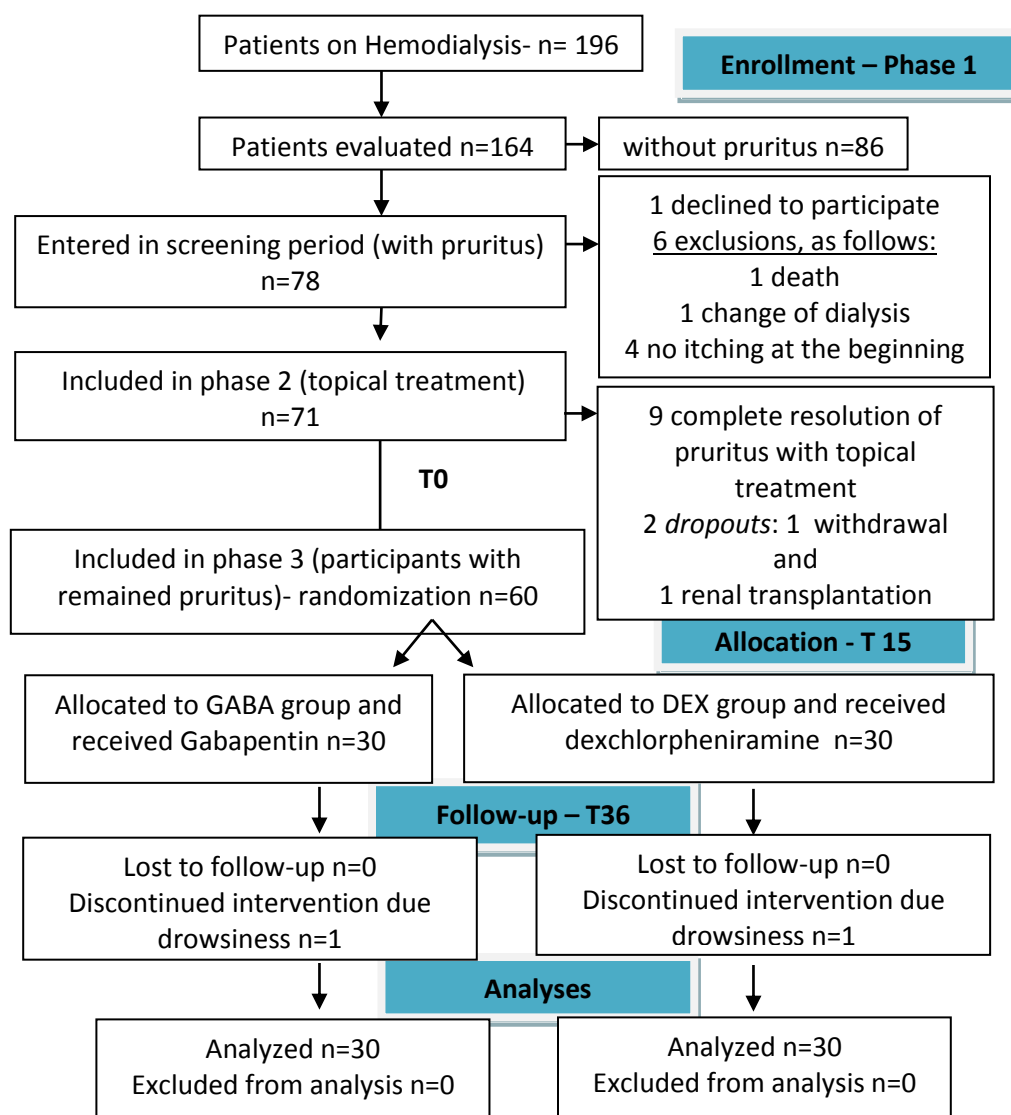 Patients on Hemodialysis- n= 196
Enrollment – Phase 1
Patients evaluated n=164
without pruritus n=86
Entered in screening period (with pruritus)
n=78
1 declined to participate
6 exclusions, as follows:
1 death
1 change of dialysis
4 no itching at the beginning
Included in phase 2 (topical treatment)
n=71
9 complete resolution of
pruritus with topical
treatment
2 dropouts: 1 withdrawal
and
1 renal transplantation
T0
Included in phase 3 (participants with
remained pruritus)- randomization n=60
Allocation - T 15
Allocated to GABA group and
received Gabapentin n=30
Allocated to DEX group and received
dexchlorpheniramine n=30
Follow-up – T36
Lost to follow-up n=0
Discontinued intervention due
drowsiness n=1
Lost to follow-up n=0
Discontinued intervention due
drowsiness n=1
Analyses
Analyzed n=30
Excluded from analysis n=0
Analyzed n=30
Excluded from analysis n=0